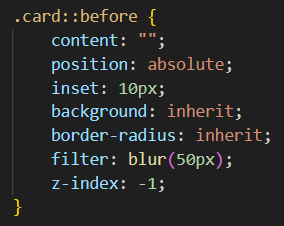 .card::before {
    content: "";
    position: absolute;
    inset: 10px;
    background: inherit;
    border-radius: inherit;
    filter: blur(50px);
    z-index: -1;
}